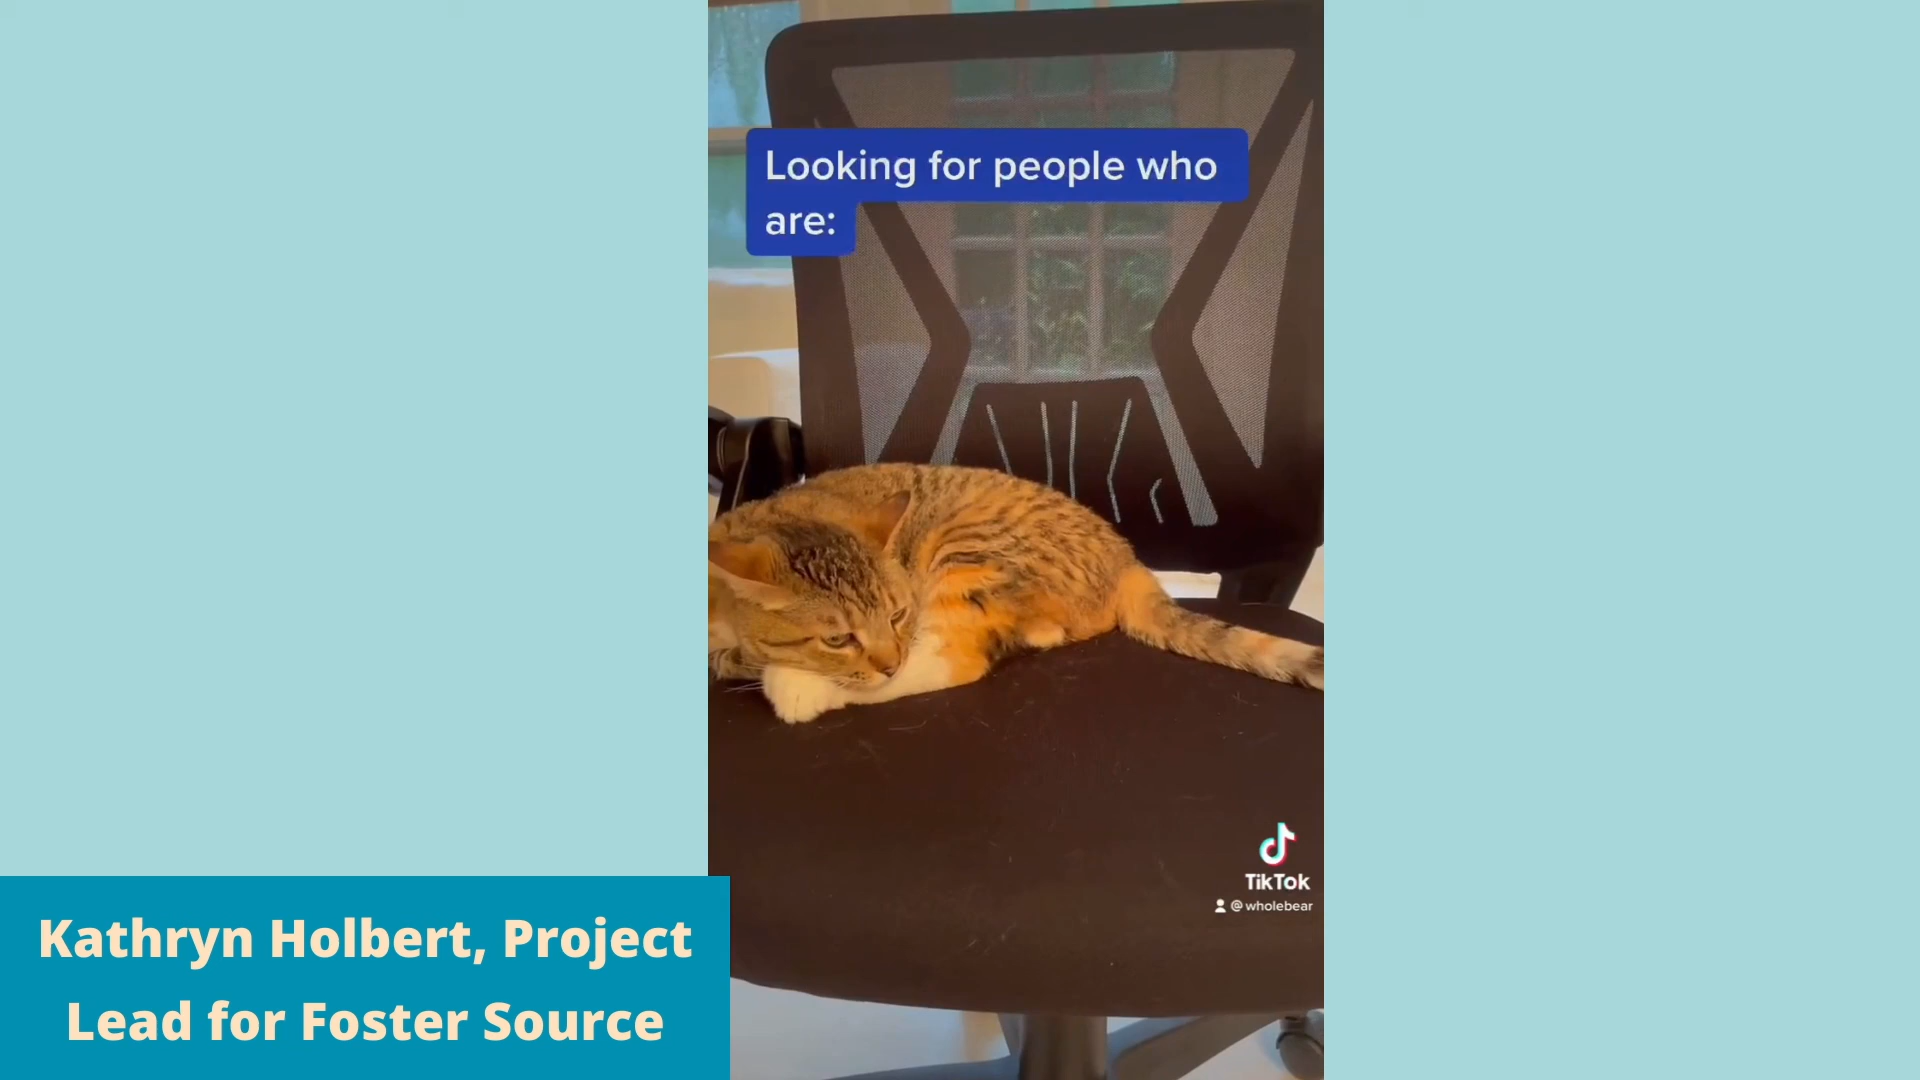 Looking for people who
are:
TikTok
@wholebear
Kathryn Holbert, Project
Lead for Foster Source